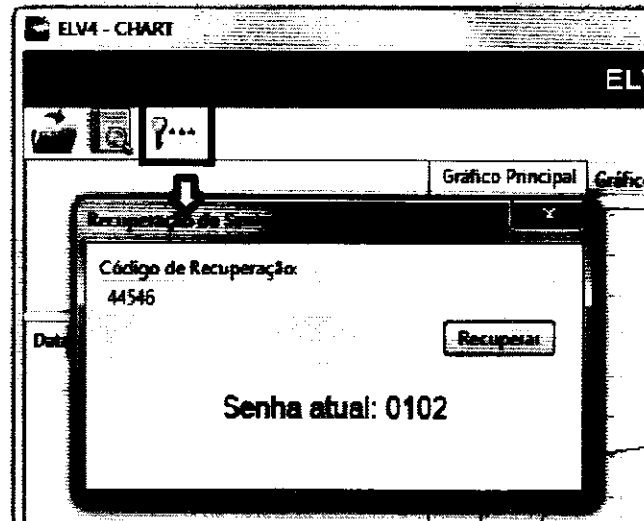 ELV4 - CHART
Gráfico Principal
Código de Recuperação:
44546
Recuperar
Senha atual: 0102